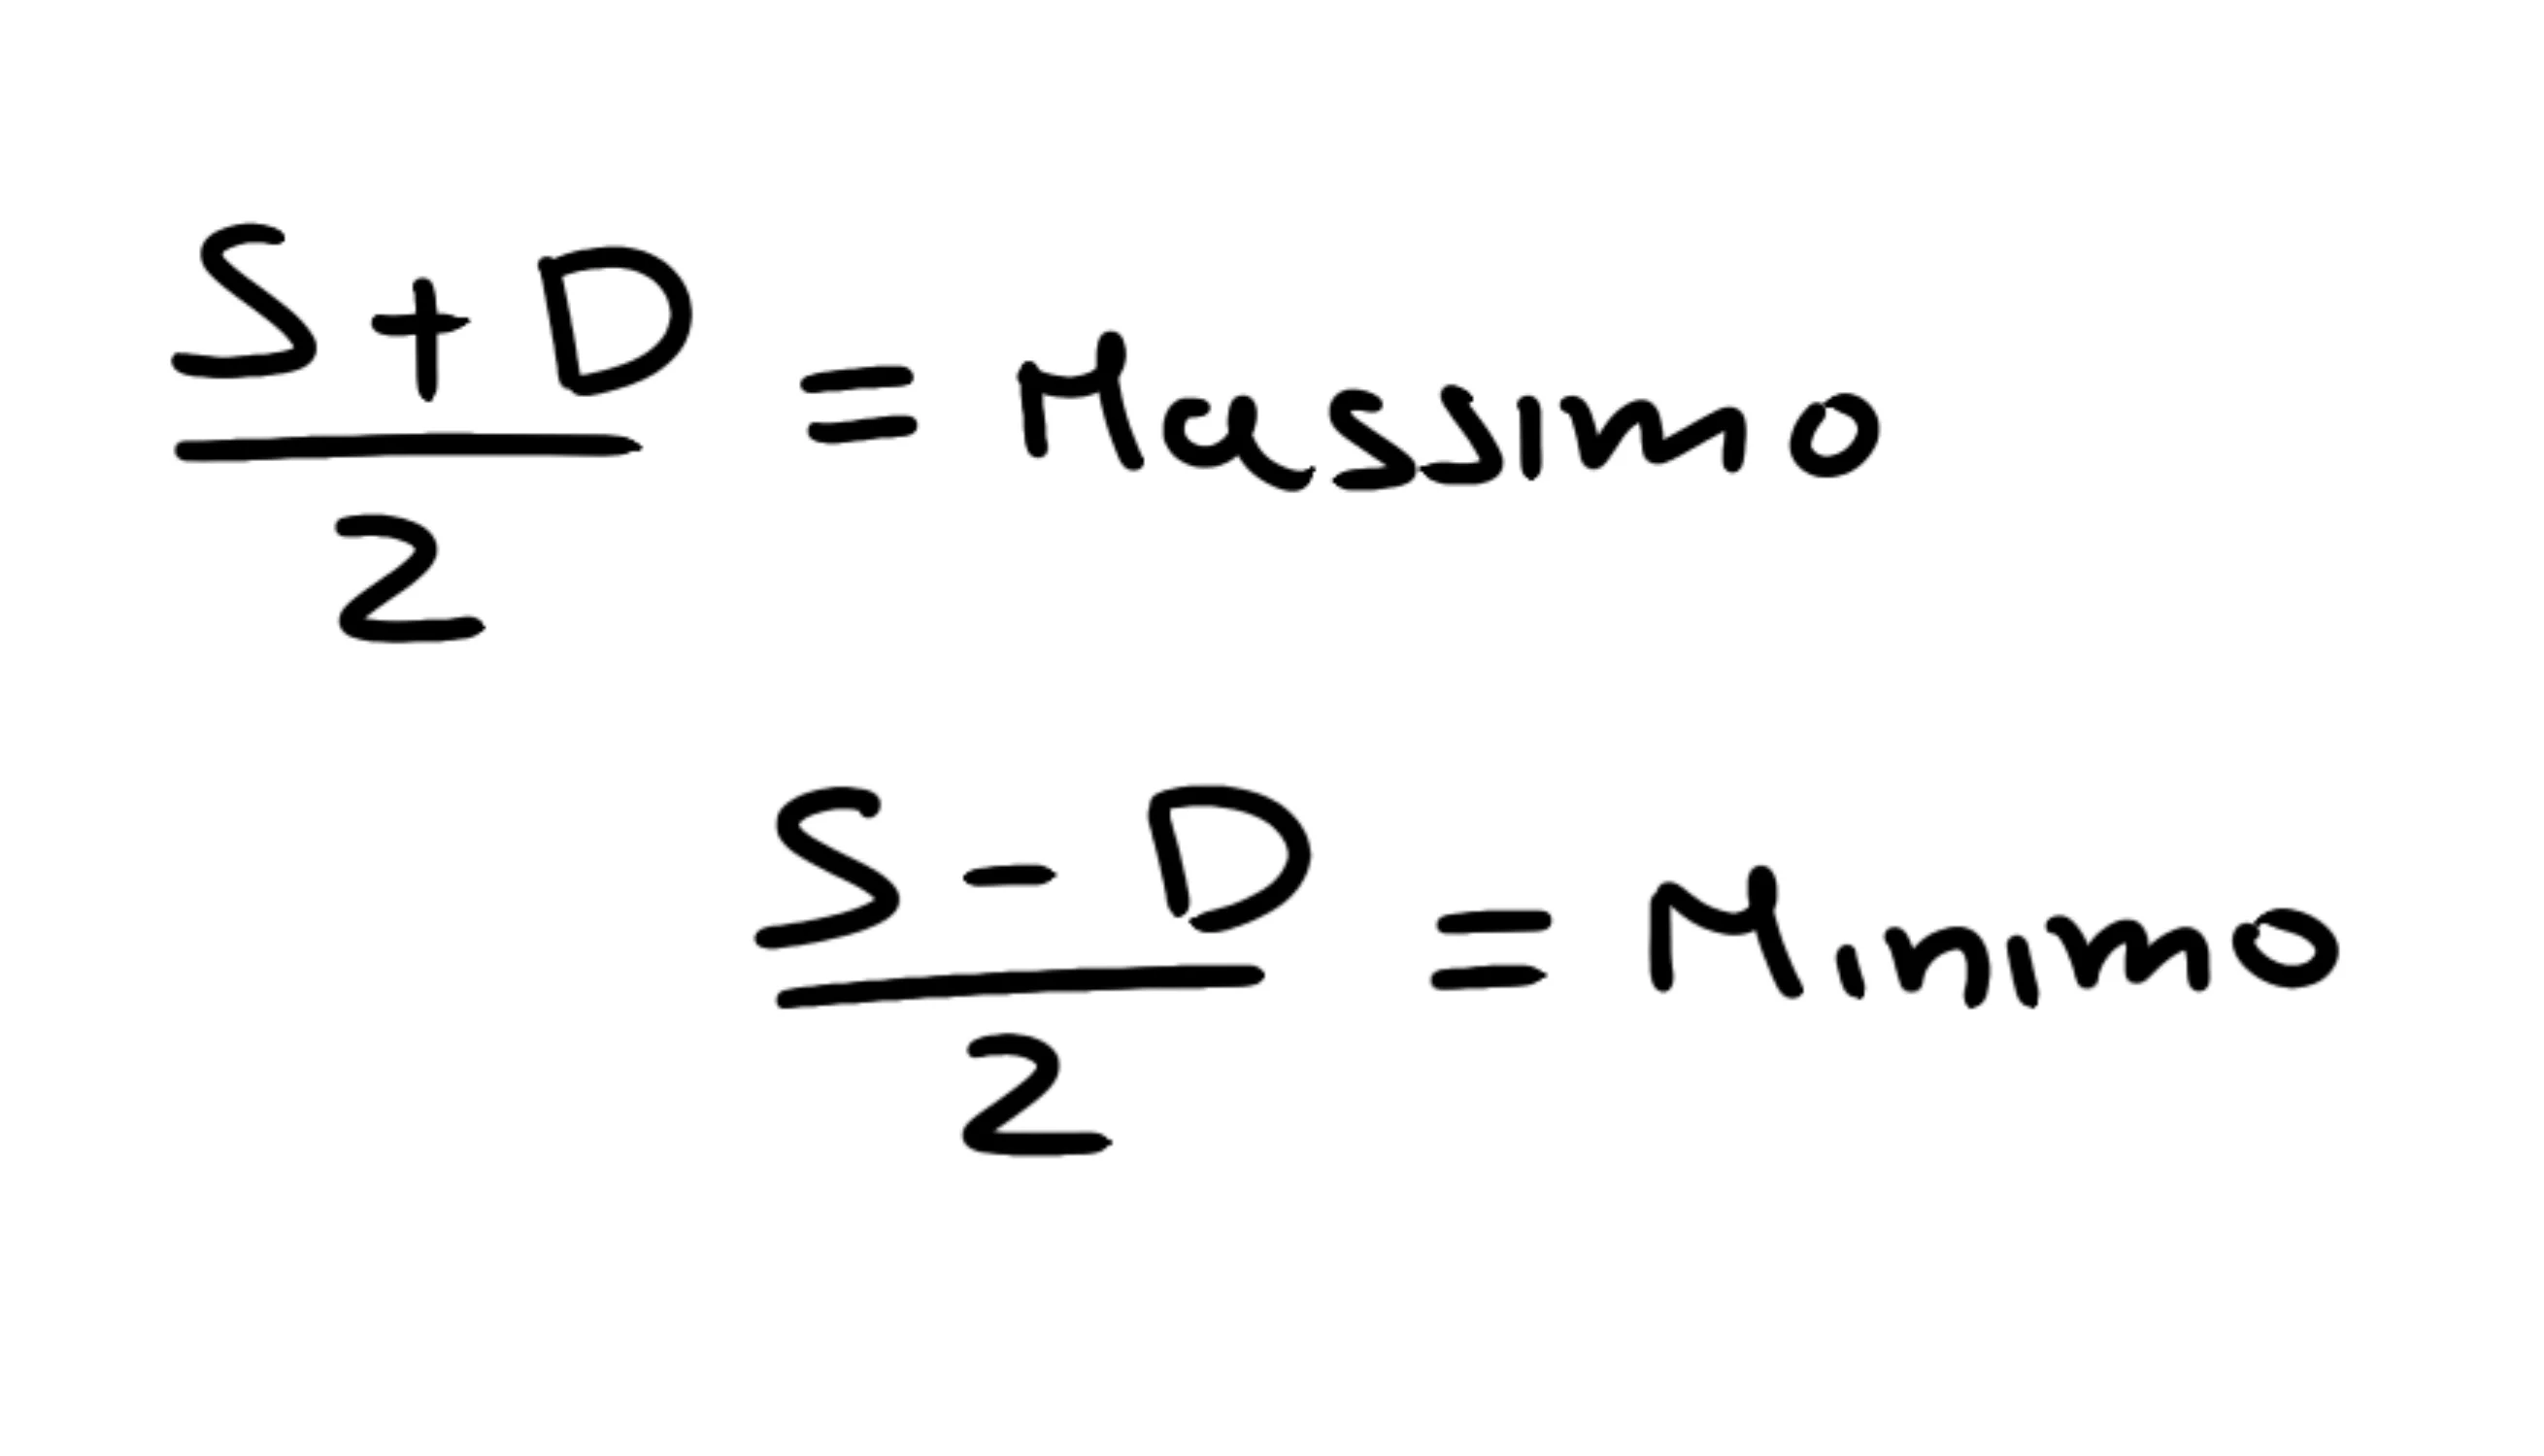 S + D
2
= Massimo
S - D
2
= Minimo